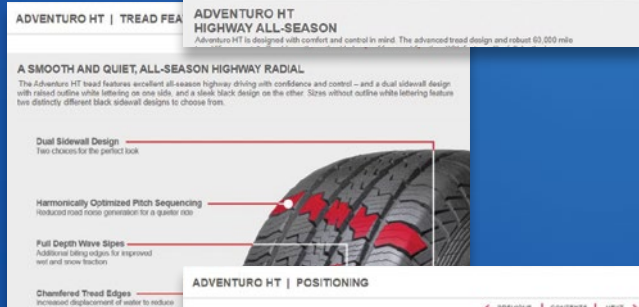 ADVENTURO HT | TREAD FEA
ADVENTURO HT
HIGHWAY ALL-SEASON
Adventuro HT is designed with comfort and control in mind. The advanced tread design and robust 60,000 mile
A SMOOTH AND QUIET, ALL-SEASON HIGHWAY RADIAL
The Adventuro HT tread features excellent all-season highway driving with confidence and control – and a dual sidewall design
with raised outline white lettering on one side, and a sleek black design on the other. Sizes without outline white lettering feature
two distinctly different black sidewall designs to choose from.
Dual Sidewall Design
Two choices for the perfect look
Harmonically Optimized Pitch Sequencing
Reduced road noise generation for a quieter ride
Full Depth Wave Sipes
Additional biting edges for improved
wet and snow traction
Chamfered Tread Edges
Increased displacement of water to reduce
ADVENTURO HT | POSITIONING